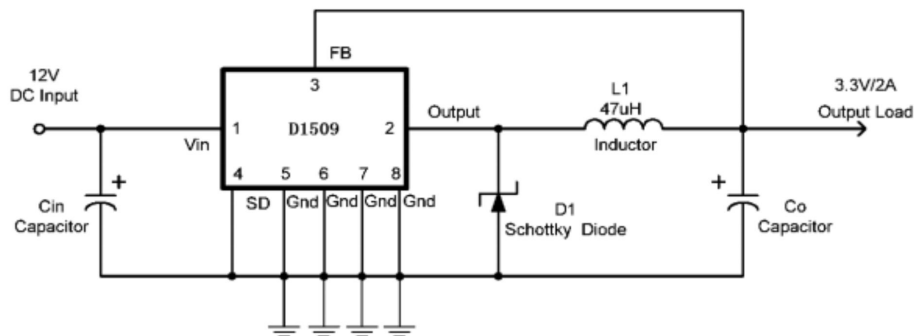 FB
12V
DC Input
3
3.3V/2A
L1
47uH
Output
Output Load
1
D1509
2
Vin
Inductor
4
5
6
7
8
SD
Gnd
Gnd
Gnd
Gnd
+
+
Cin
Capacitor
D1
Schottky Diode
Co
Capacitor